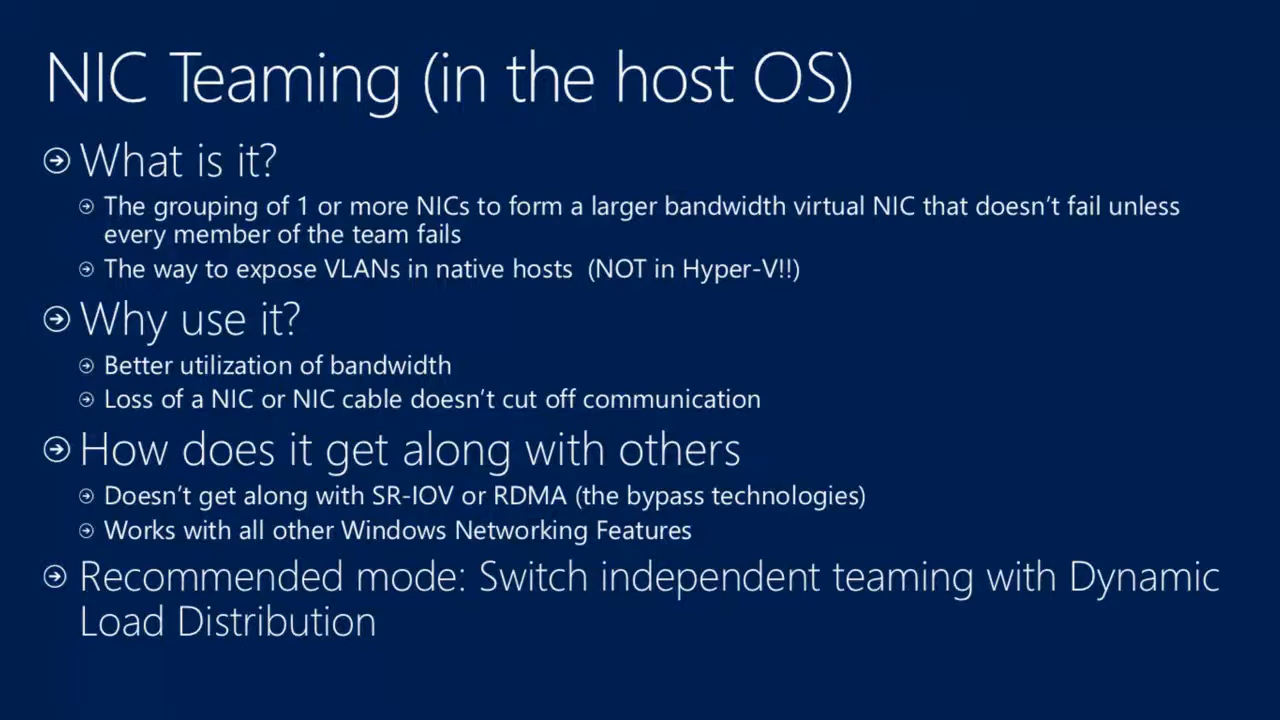 NIC Teaming (in the host OS)
What is it?
The grouping of 1 or more NICs to form a larger bandwidth virtual NIC that doesn't fail unless
every member of the team fails
The way to expose VLANs in native hosts  (NOT in Hyper-V!!)
Why use it?
Better utilization of bandwidth
Loss of a NIC or NIC cable doesn't cut off communication
How does it get along with others
Doesn't get along with SR-IOV or RDMA (the bypass technologies)
Works with all other Windows Networking Features
Recommended mode: Switch independent teaming with Dynamic
Load Distribution